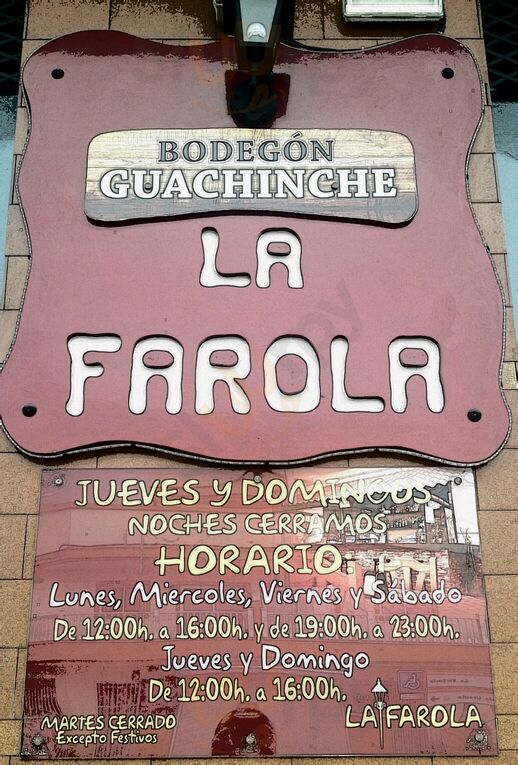 BODEGÓN
GUACHINCHE
LA
FAROLA
JUEVES Y DOMINGOS
NOCHES CERRAMOS
HORARIO:
Lunes, Miercoles, Viernes y Sábado
De 12:00h. a 16:00h. y de 19:00h. a 23:00h.
Jueves y Domingo
De 12:00h. a 16:00h.
MARTES CERRADO
Excepto Festivos
LA FAROLA